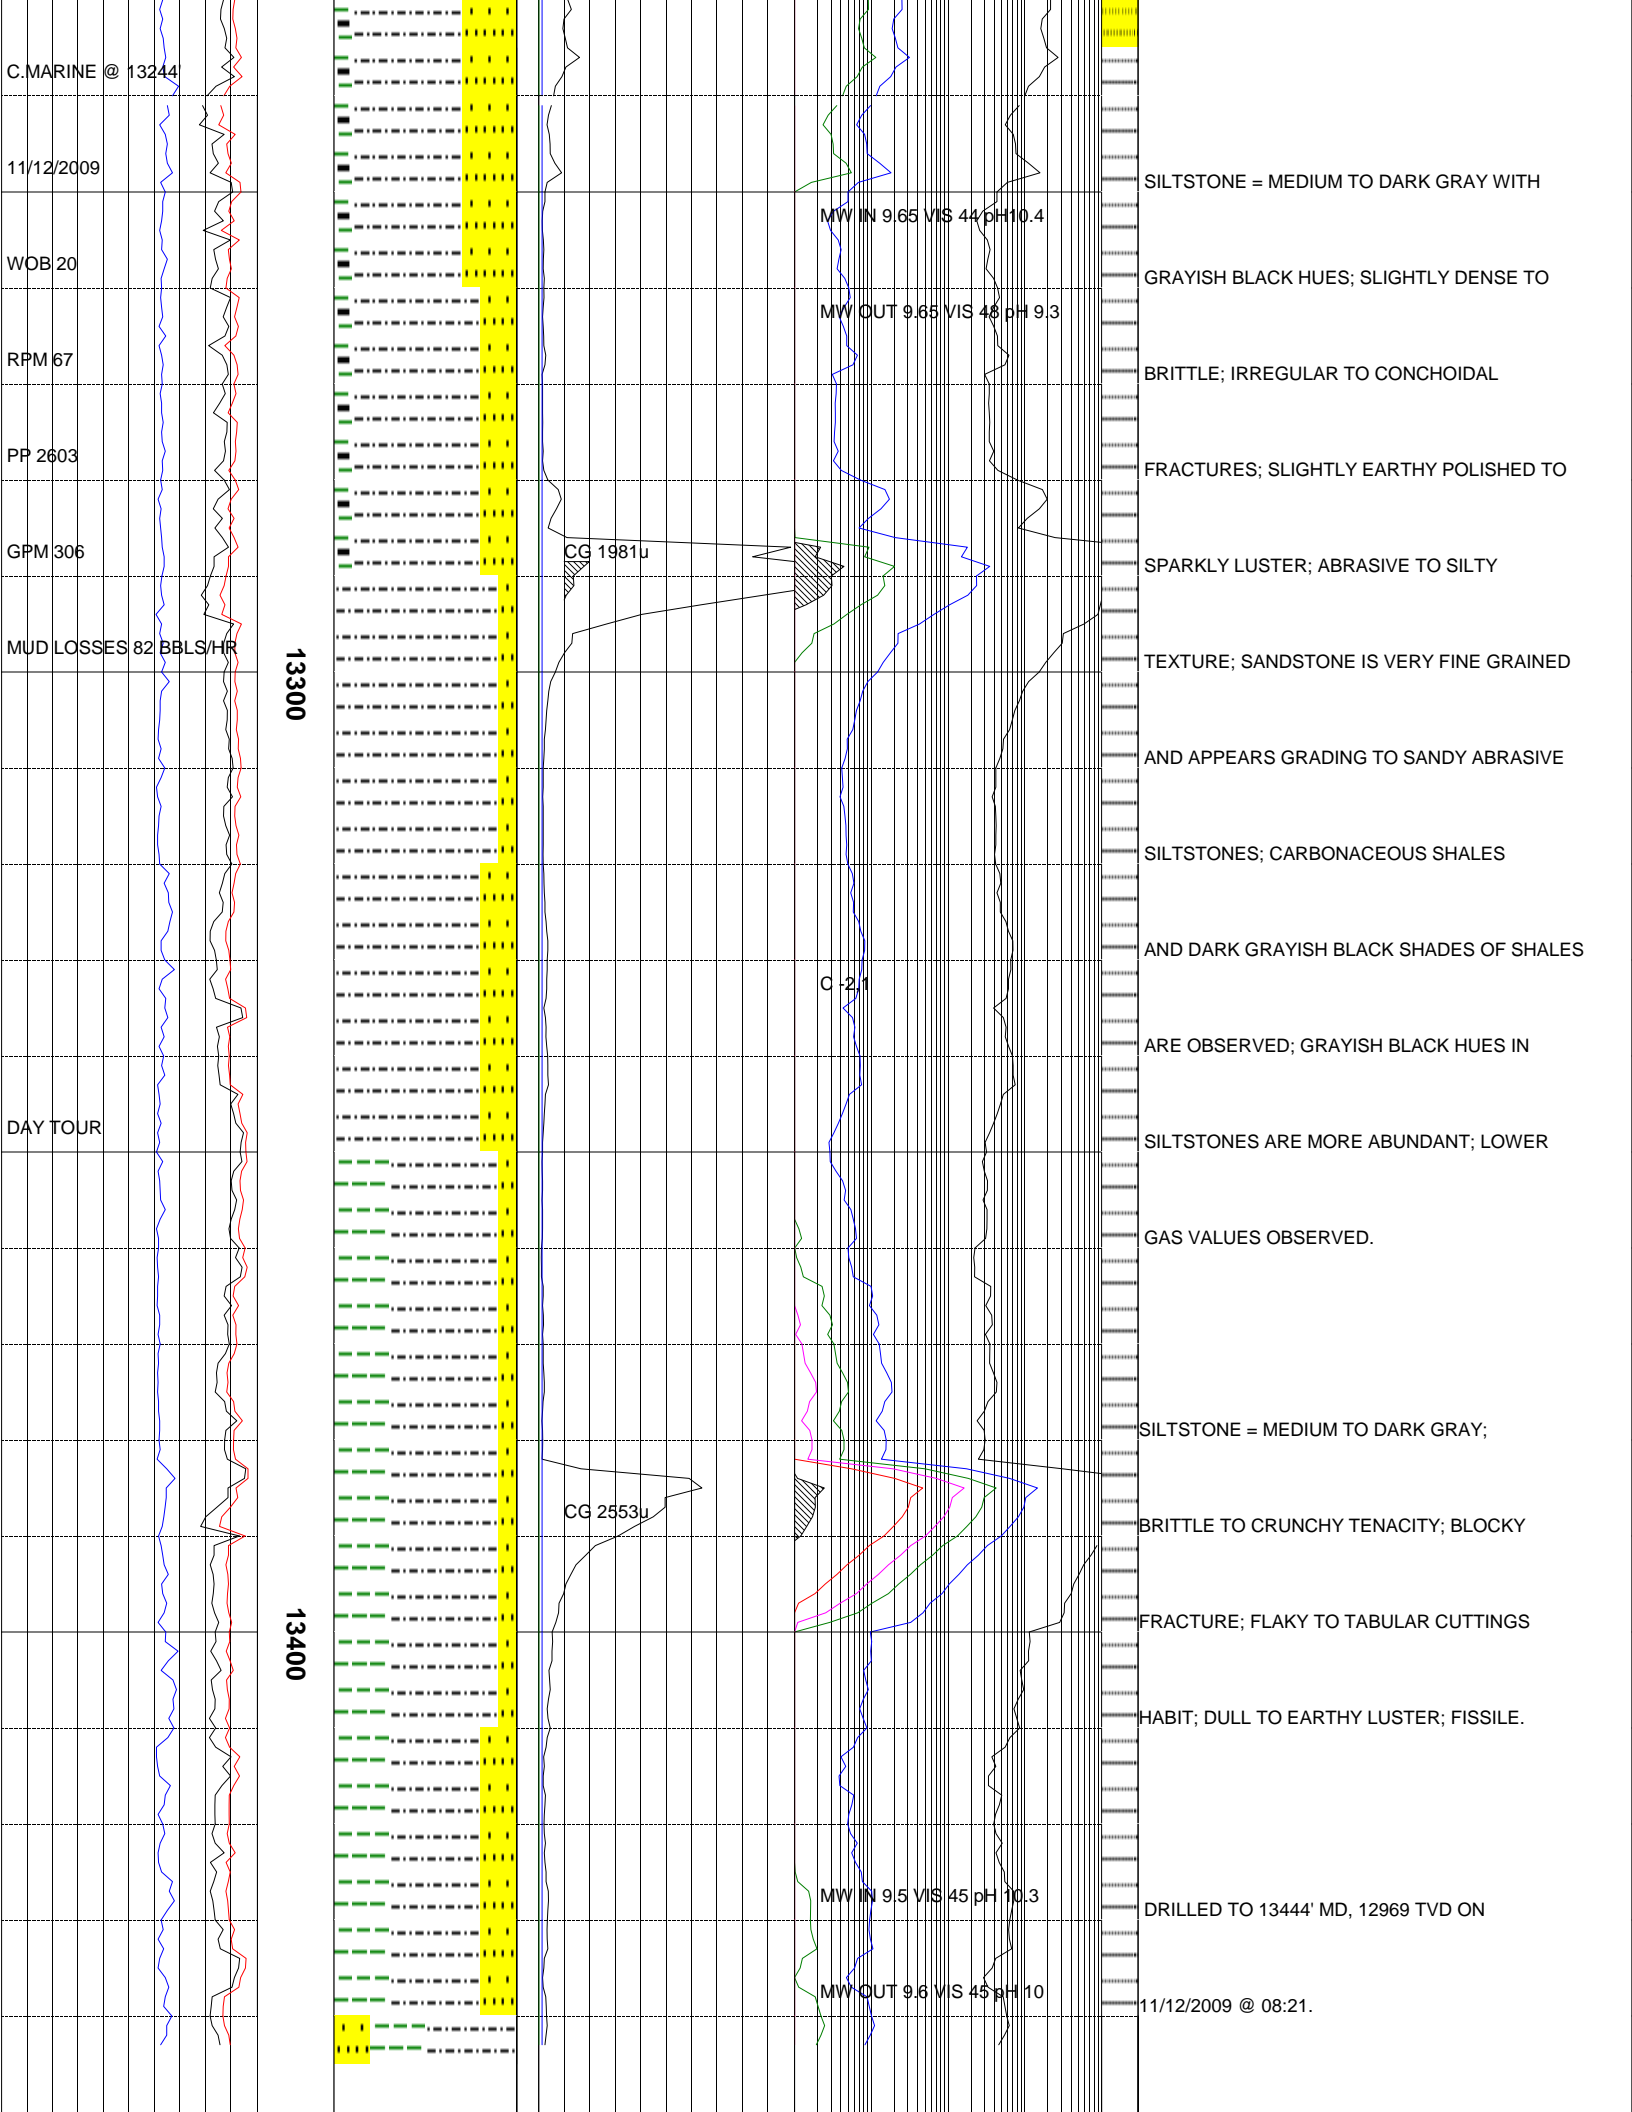 C.MARINE @ 13244'
11/12/2009
WOB 20
RPM 67
PP 2603
GPM 306
MUD LOSSES 82 BBLS/HR
DAY TOUR
13300
13400
CG 1981u
CG 2553u
MW IN 9.65 VIS 44 pH10.4
MW OUT 9.65 VIS 48 pH 9.3
C -2,1
MW IN 9.5 VIS 45 pH 10.3
MW OUT 9.6 VIS 45 pH 10
SILTSTONE = MEDIUM TO DARK GRAY WITH
GRAYISH BLACK HUES; SLIGHTLY DENSE TO
BRITTLE; IRREGULAR TO CONCHOIDAL
FRACTURES; SLIGHTLY EARTHY POLISHED TO
SPARKLY LUSTER; ABRASIVE TO SILTY
TEXTURE; SANDSTONE IS VERY FINE GRAINED
AND APPEARS GRADING TO SANDY ABRASIVE
SILTSTONES; CARBONACEOUS SHALES
AND DARK GRAYISH BLACK SHADES OF SHALES
ARE OBSERVED; GRAYISH BLACK HUES IN
SILTSTONES ARE MORE ABUNDANT; LOWER
GAS VALUES OBSERVED.
SILTSTONE = MEDIUM TO DARK GRAY;
BRITTLE TO CRUNCHY TENACITY; BLOCKY
FRACTURE; FLAKY TO TABULAR CUTTINGS
HABIT; DULL TO EARTHY LUSTER; FISSILE.
DRILLED TO 13444' MD, 12969 TVD ON
11/12/2009 @ 08:21.